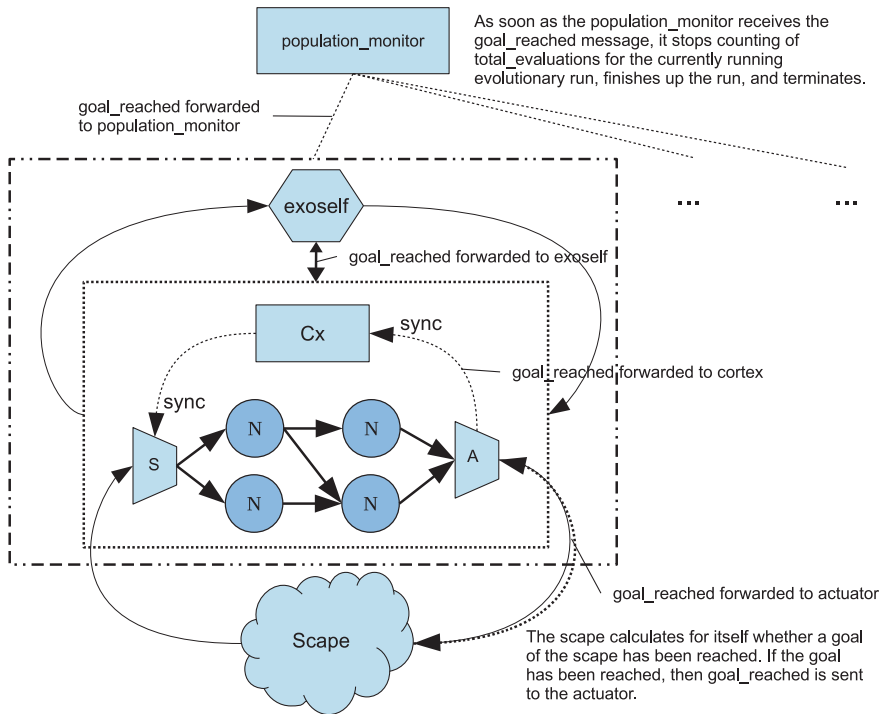 population_monitor
As soon as the population_monitor receives the
goal_reached message, it stops counting of
total_evaluations for the currently running
evolutionary run, finishes up the run, and terminates.
goal_reached forwarded
to population_monitor
exoself
...
...
goal_reached forwarded to exoself
Cx
sync
goal_reached forwarded to cortex
sync
N
N
S
A
N
N
goal_reached forwarded to actuator
Scape
The scape calculates for itself whether a goal
of the scape has been reached. If the goal
has been reached, then goal_reached is sent
to the actuator.